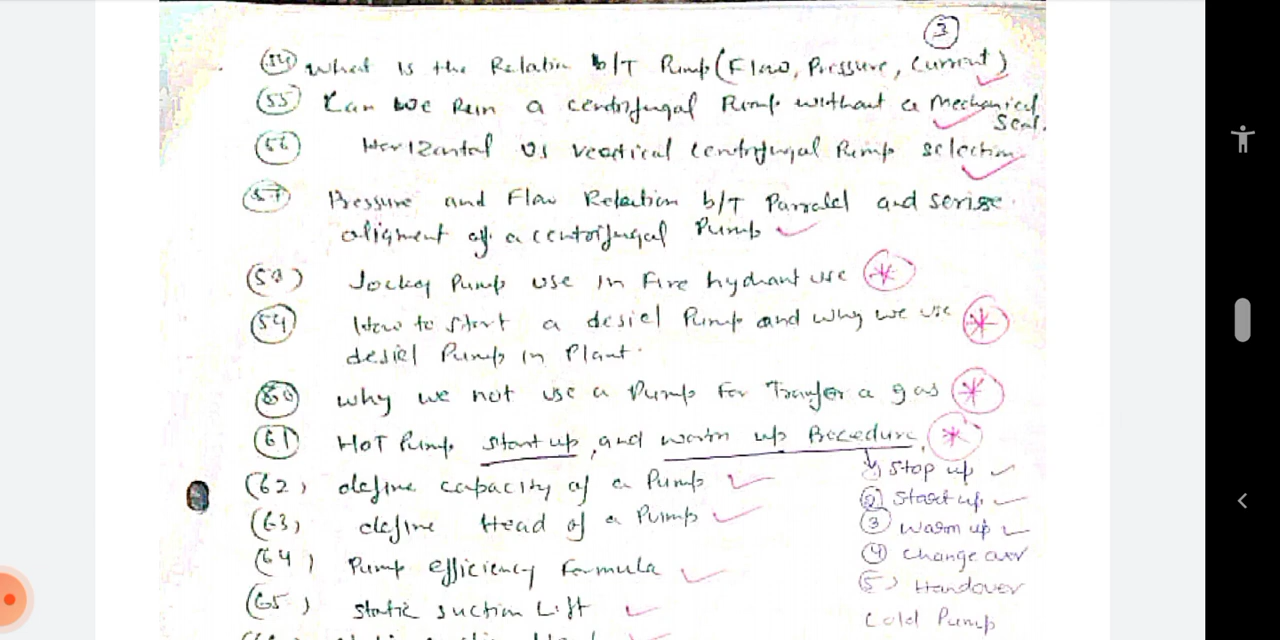 3
(54) What is the Relatin b/T Pump (Flow, Pressure, Current)
(55) Can we Run a centrifugal Pump without a Mechanical
Seal.
(56) Horizental Vs veartical Centrifugal Pump selection
(57) Pressure and Flow Relection b/T Parralel and serise
aligment of a centrifugal Pump
(58) Jockey Pump use in Fire hydrant use
(59) How to start a desiel Pump and why we use
desiel Pump in Plant.
(60) why we not use a Pump for Transfer a gas
(61) HOT Pump start up, and warm up Procedure,
1) Stop up
(62) define capacity of a Pump
2) Start up
(63) define Head of a Pump
3) Warm up
(64) Pump efficiency Formula
4) Change over
5) Handover
(65) static suction Lift
Cold Pump